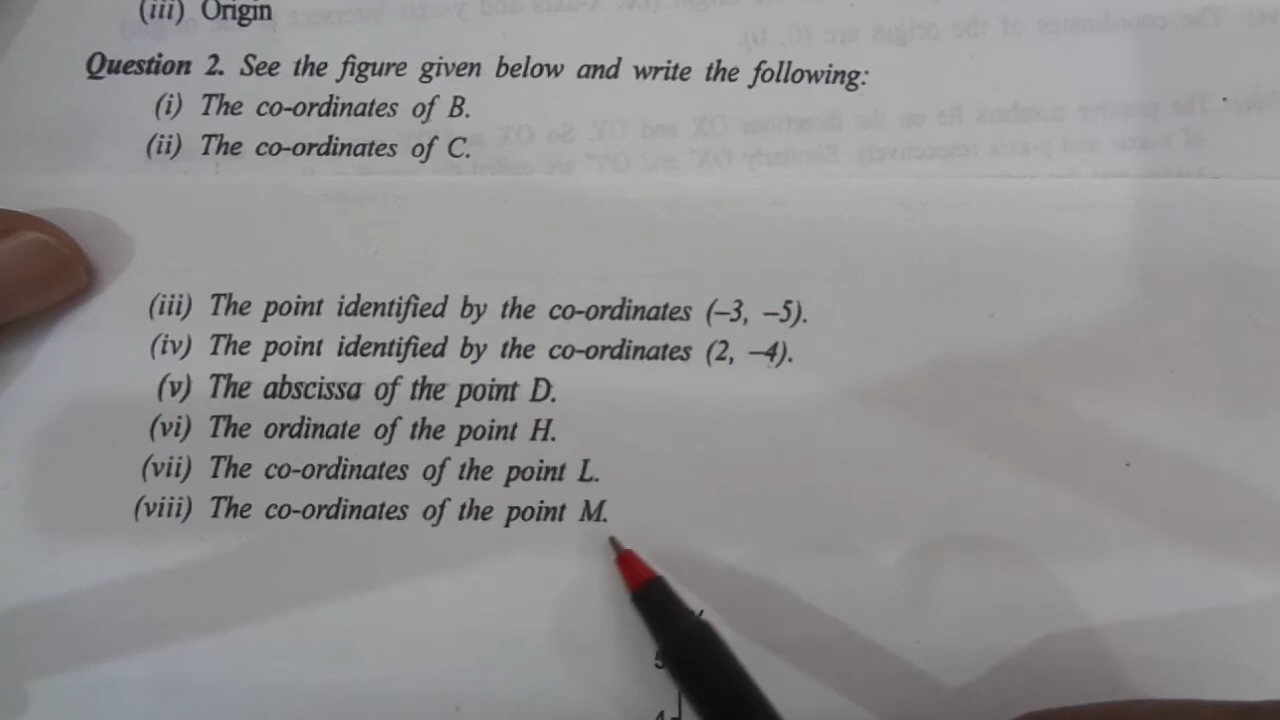 (iii) Origin
Question 2. See the figure given below and write the following:
(i) The co-ordinates of B.
(ii) The co-ordinates of C.
(iii) The point identified by the co-ordinates (–3, –5).
(iv) The point identified by the co-ordinates (2, –4).
(v) The abscissa of the point D.
(vi) The ordinate of the point H.
(vii) The co-ordinates of the point L.
(viii) The co-ordinates of the point M.
5
4